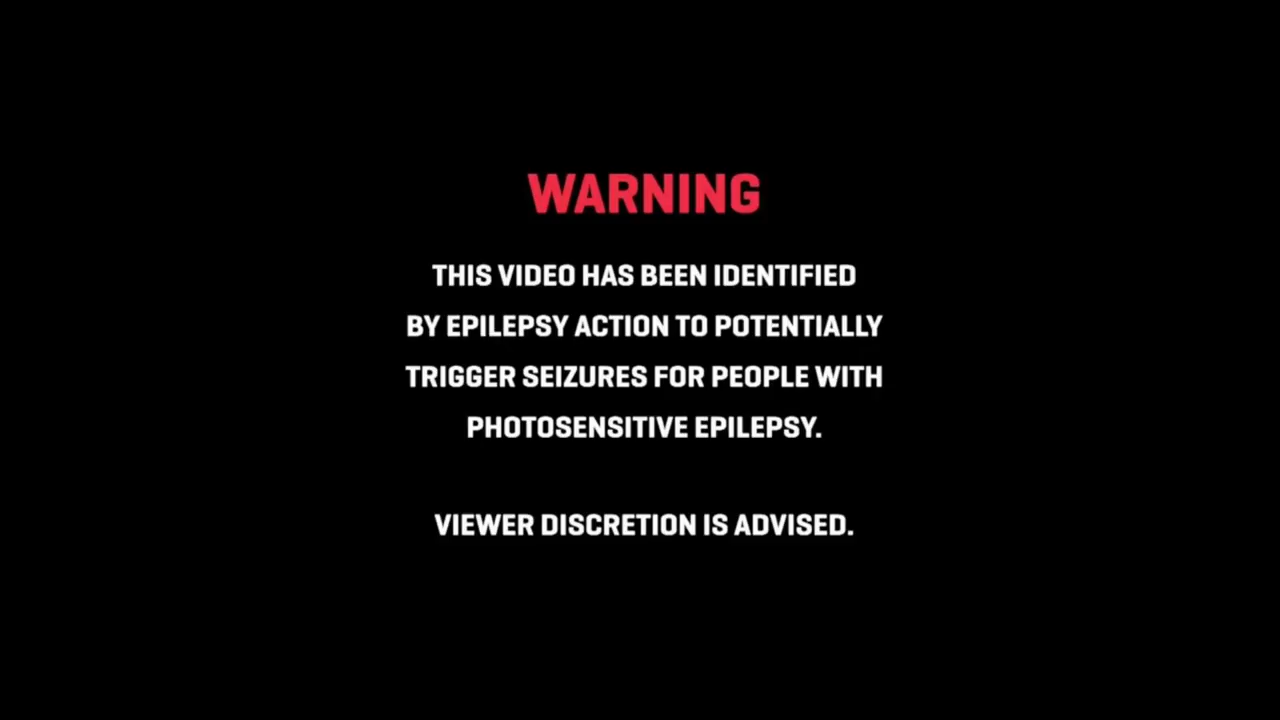 WARNING
THIS VIDEO HAS BEEN IDENTIFIED
BY EPILEPSY ACTION TO POTENTIALLY
TRIGGER SEIZURES FOR PEOPLE WITH
PHOTOSENSITIVE EPILEPSY.
VIEWER DISCRETION IS ADVISED.